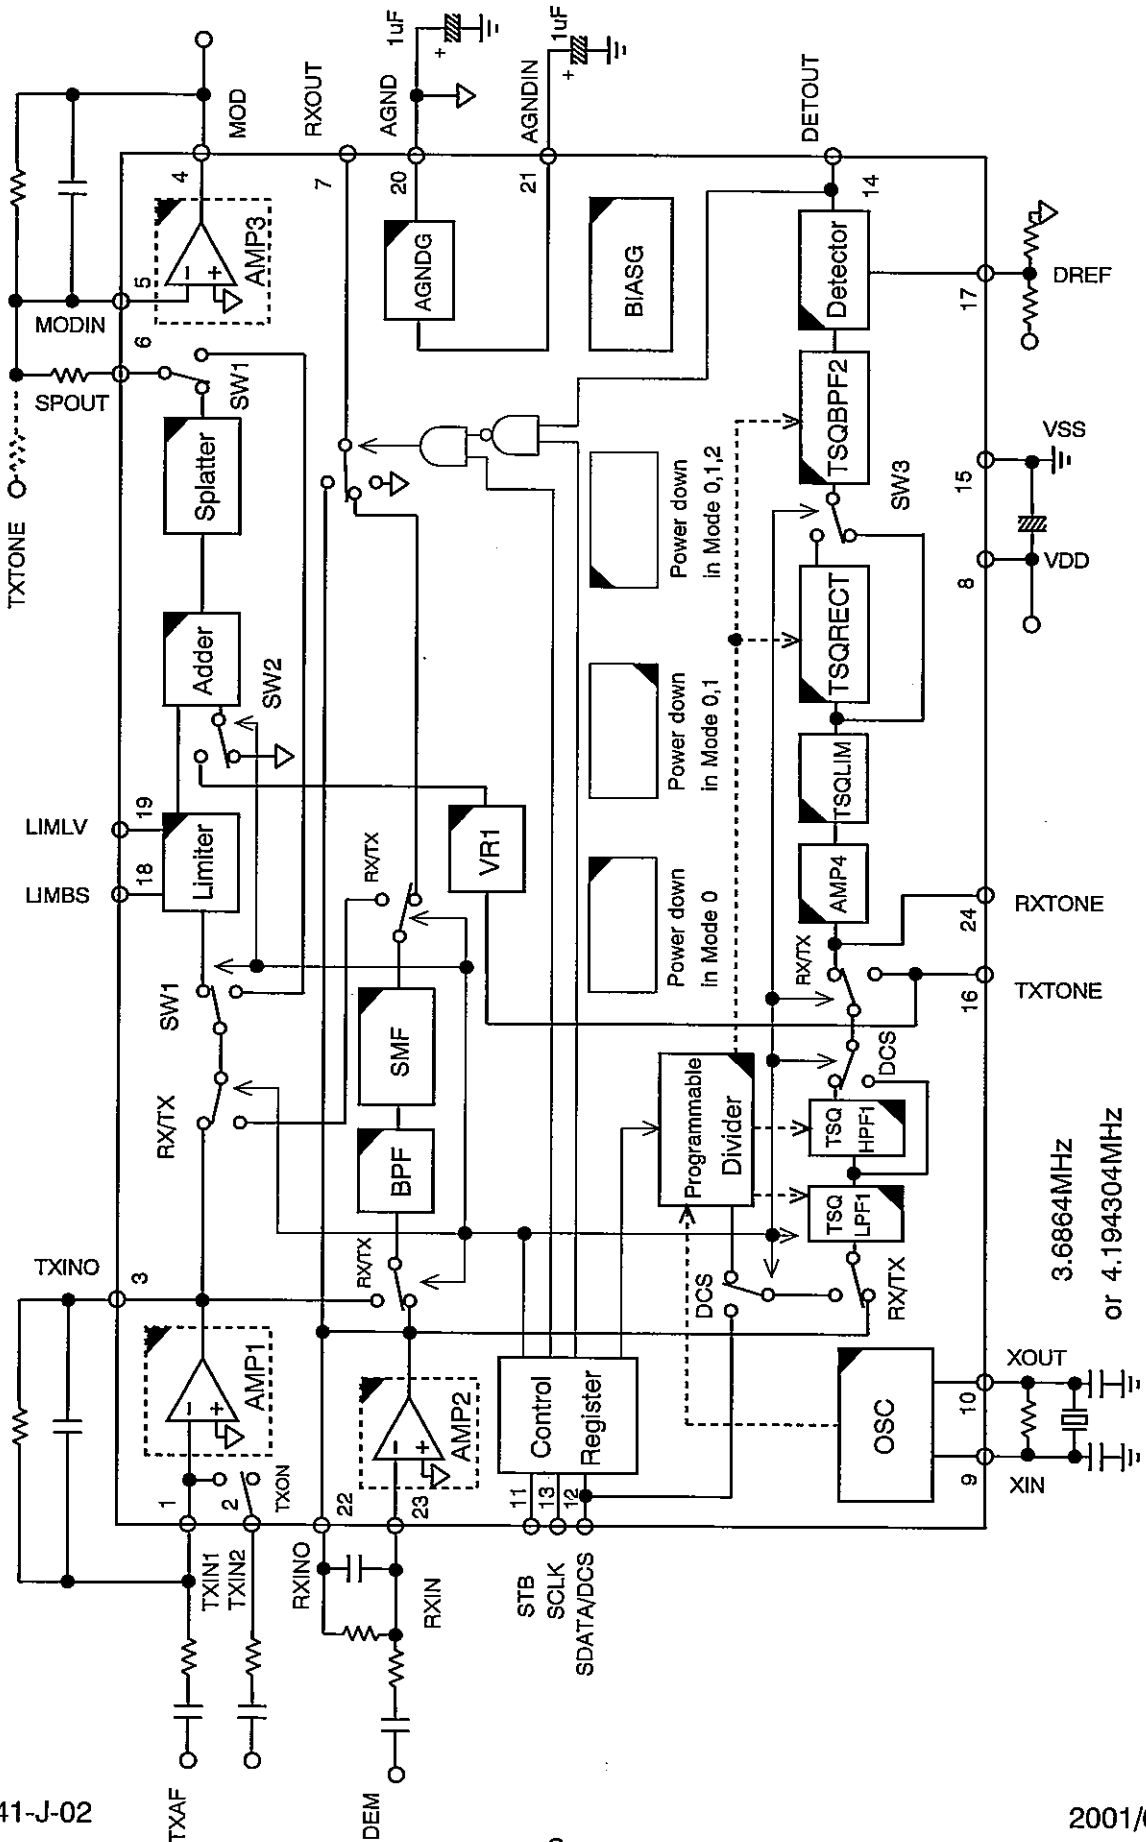 TXAF
TXIN1
TXIN2
1
2
TXON
AMP1
TXINO
3
RX/TX
SW1
LIMBS
18
LIMLV
19
Limiter
SW2
Adder
Splatter
SW1
TXTONE
SPOUT
6
MODIN
5
AMP3
4
MOD
DEM
RXINO
22
RXIN
23
AMP2
RX/TX
BPF
SMF
RX/TX
VR1
7
RXOUT
AGNDG
20
AGND
1uF
+
21
AGNDIN
1uF
+
BIASG
STB
11
SCLK
13
SDATA/DCS
12
Control
Register
DCS
Programmable
Divider
Power down
in Mode 0
Power down
in Mode 0,1
Power down
in Mode 0,1,2
OSC
RX/TX
TSQ
LPF1
TSQ
HPF1
DCS
RX/TX
AMP4
TSQLIM
TSQRECT
SW3
TSQBPF2
Detector
14
DETOUT
9
XIN
10
XOUT
3.6864MHz
or 4.194304MHz
16
TXTONE
24
RXTONE
8
VDD
15
VSS
17
DREF
41-J-02
2001/